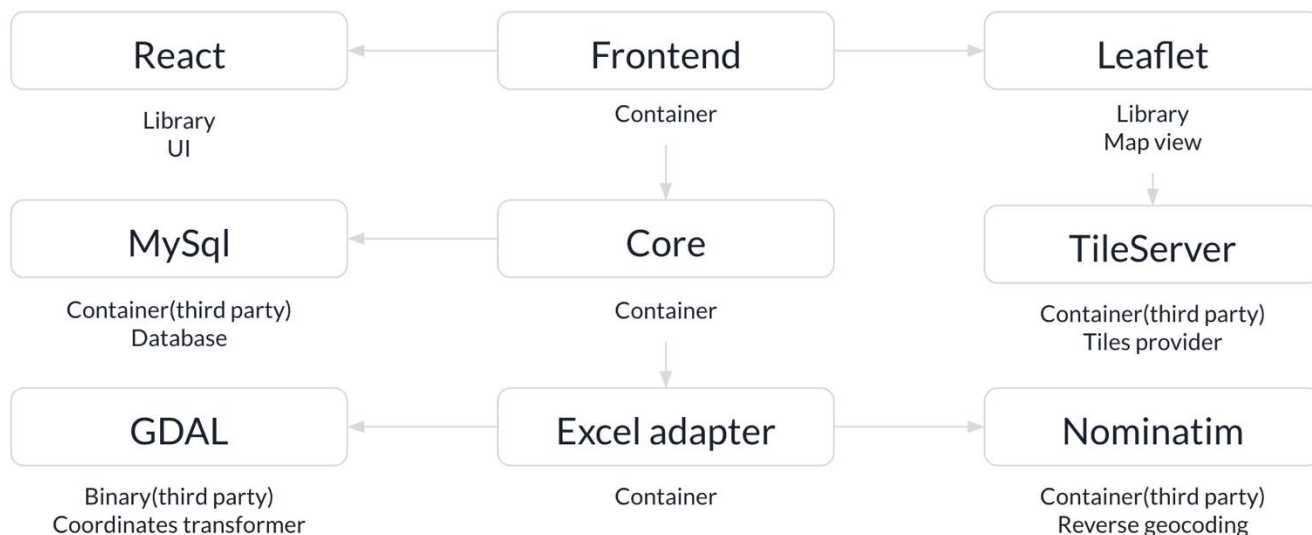 React
Frontend
Leaflet
Library
UI
Container
Library
Map view
MySql
Core
TileServer
Container(third party)
Database
Container
Container(third party)
Tiles provider
GDAL
Excel adapter
Nominatim
Binary(third party)
Coordinates transformer
Container
Container(third party)
Reverse geocoding